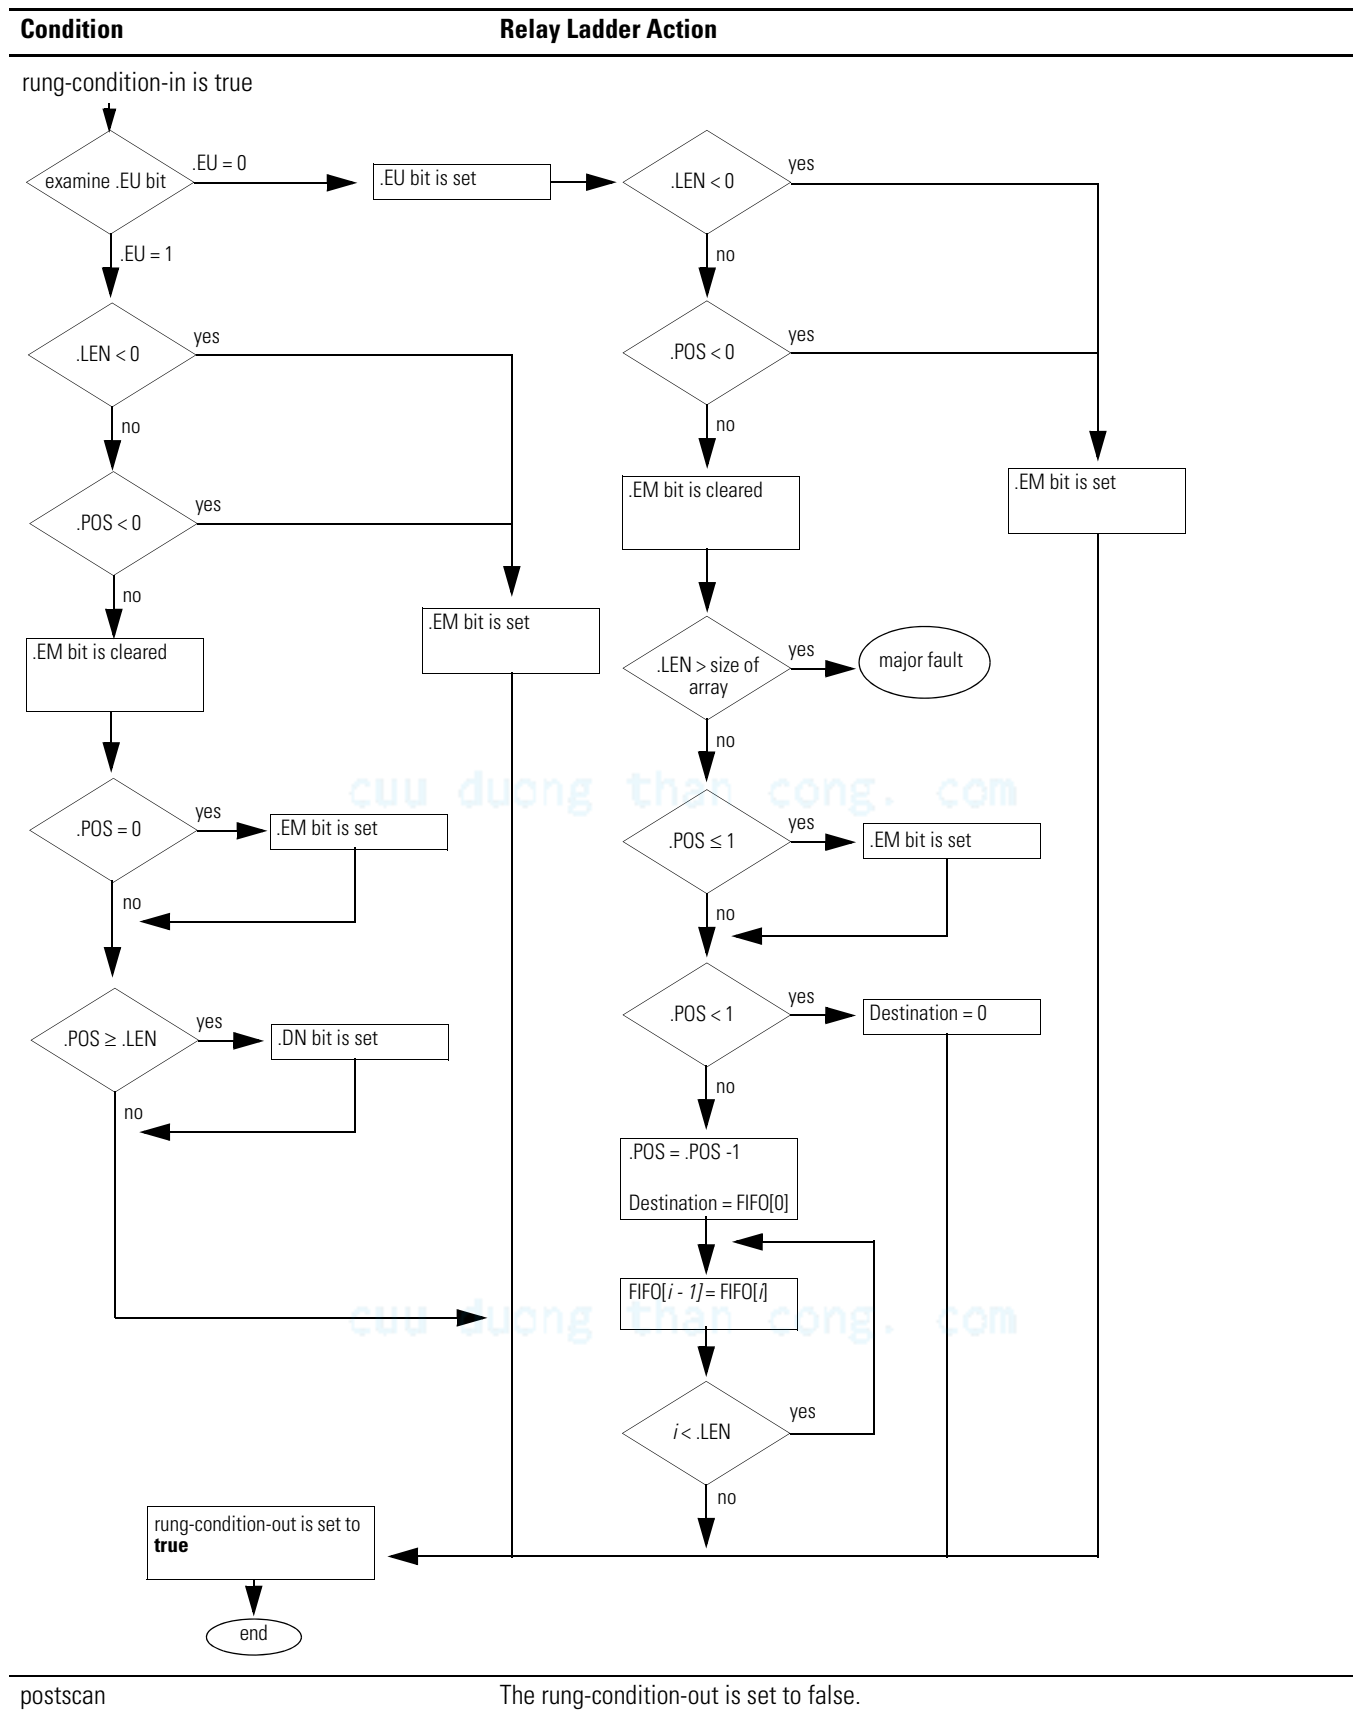 Condition
Relay Ladder Action
rung-condition-in is true
examine .EU bit
.EU = 0
.EU bit is set
.LEN < 0
yes
.EU = 1
no
.LEN < 0
yes
.POS < 0
yes
no
no
.POS < 0
yes
.EM bit is cleared
.EM bit is set
no
.EM bit is set
.EM bit is cleared
.LEN > size of
array
yes
major fault
no
cuu duong than cong. com
.POS = 0
yes
.EM bit is set
.POS ≤ 1
yes
.EM bit is set
no
no
.POS ≥ .LEN
yes
.DN bit is set
.POS < 1
yes
Destination = 0
no
no
.POS = .POS -1
Destination = FIFO[0]
FIFO[i - 1] = FIFO[i]
cuu duong than cong. com
i < .LEN
yes
no
rung-condition-out is set to
true
end
postscan
The rung-condition-out is set to false.